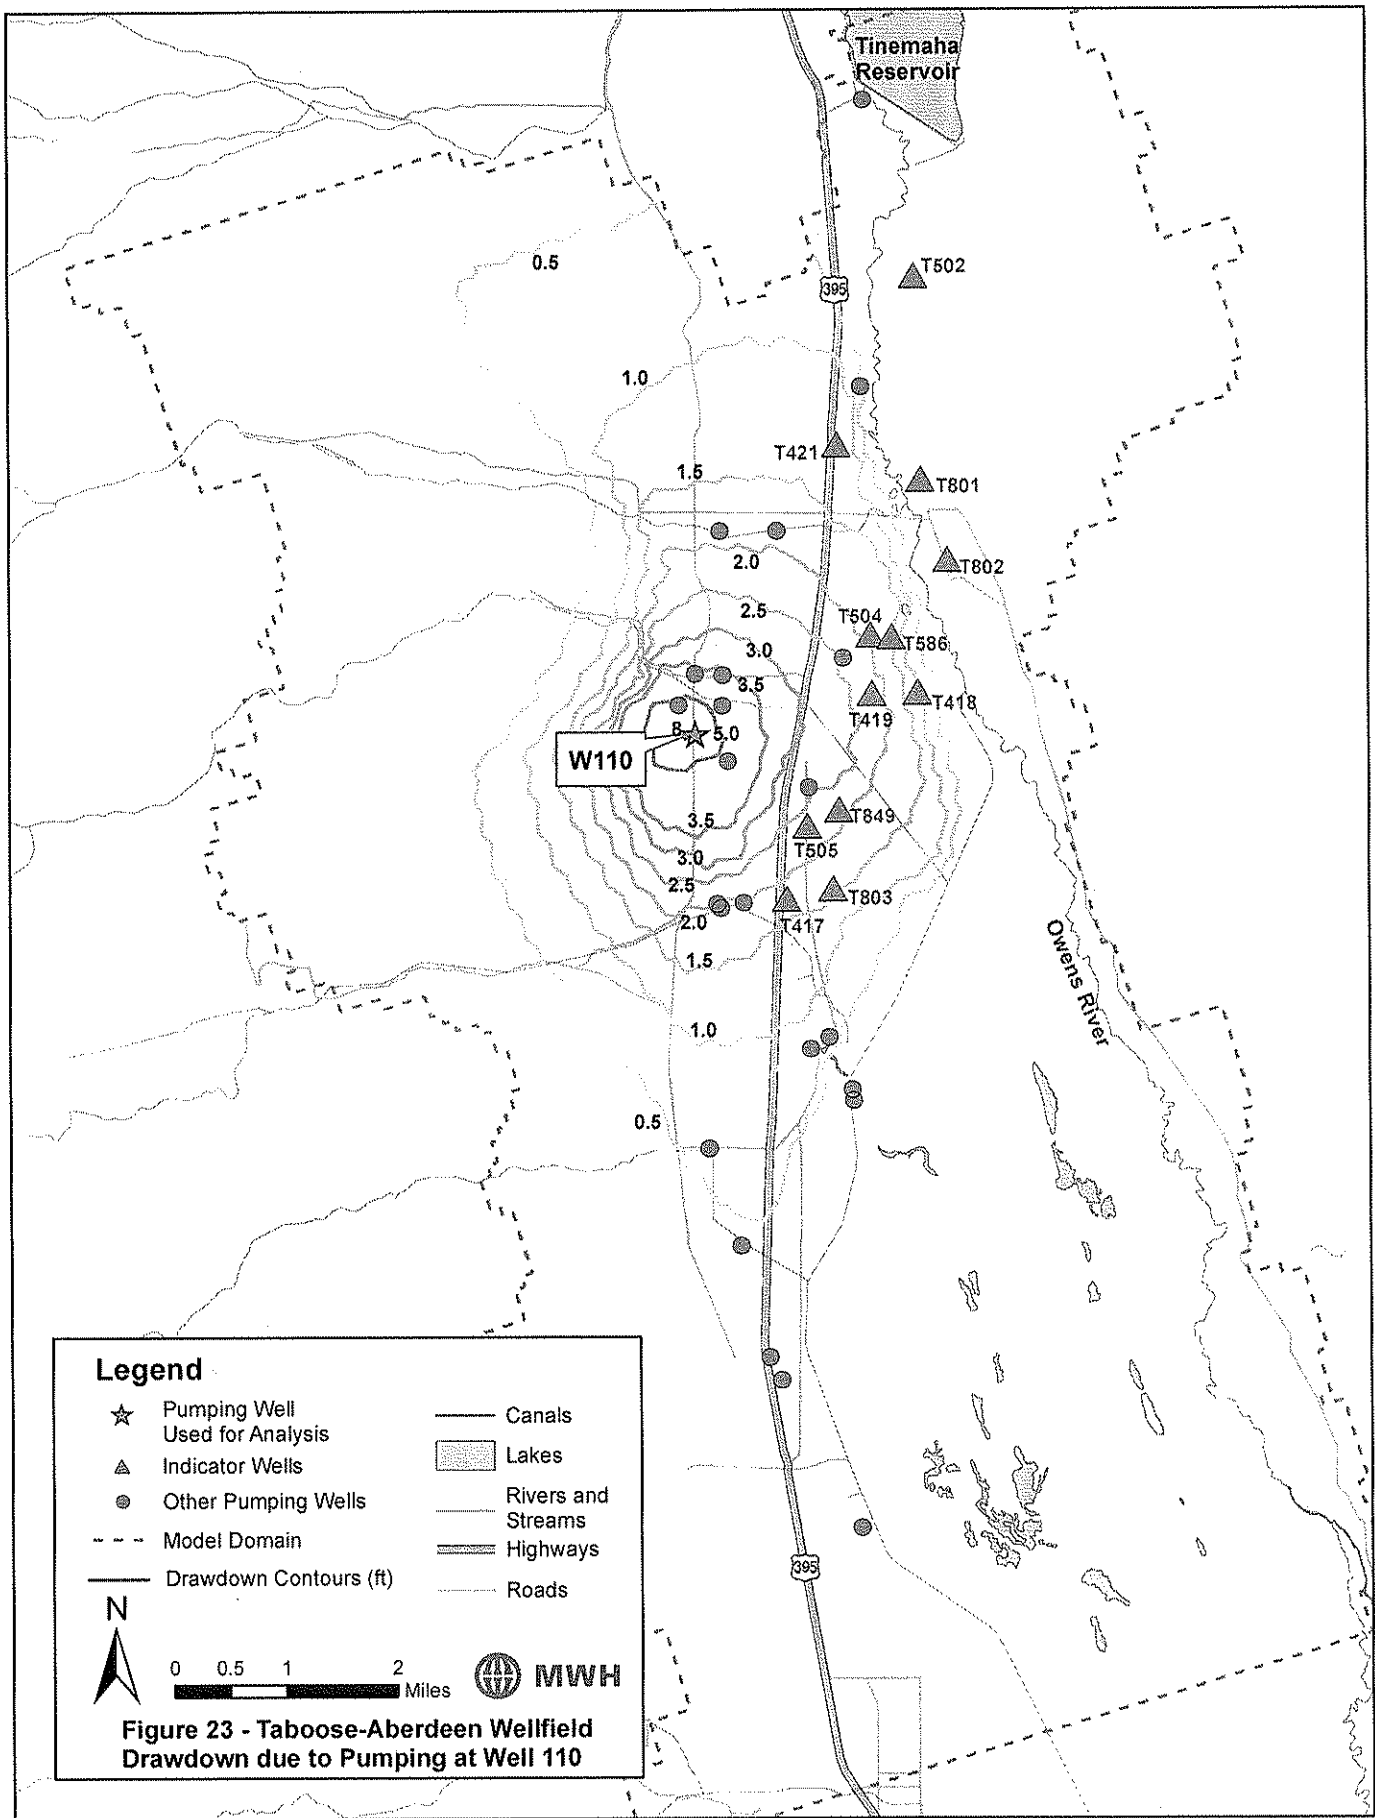 Tinemaha
Reservoir
T502
0.5
395
1.0
T421
1.5
T801
2.0
T802
2.5
T504
T586
3.0
3.5
T419
T418
8
5.0
W110
3.5
T849
T505
3.0
2.5
T803
2.0
T417
1.5
Owens River
1.0
0.5
Legend
Pumping Well
Used for Analysis
Indicator Wells
Other Pumping Wells
Model Domain
Drawdown Contours (ft)
Canals
Lakes
Rivers and
Streams
Highways
Roads
395
N
0 0.5 1 2
Miles
MWH
Figure 23 - Taboose-Aberdeen Wellfield
Drawdown due to Pumping at Well 110